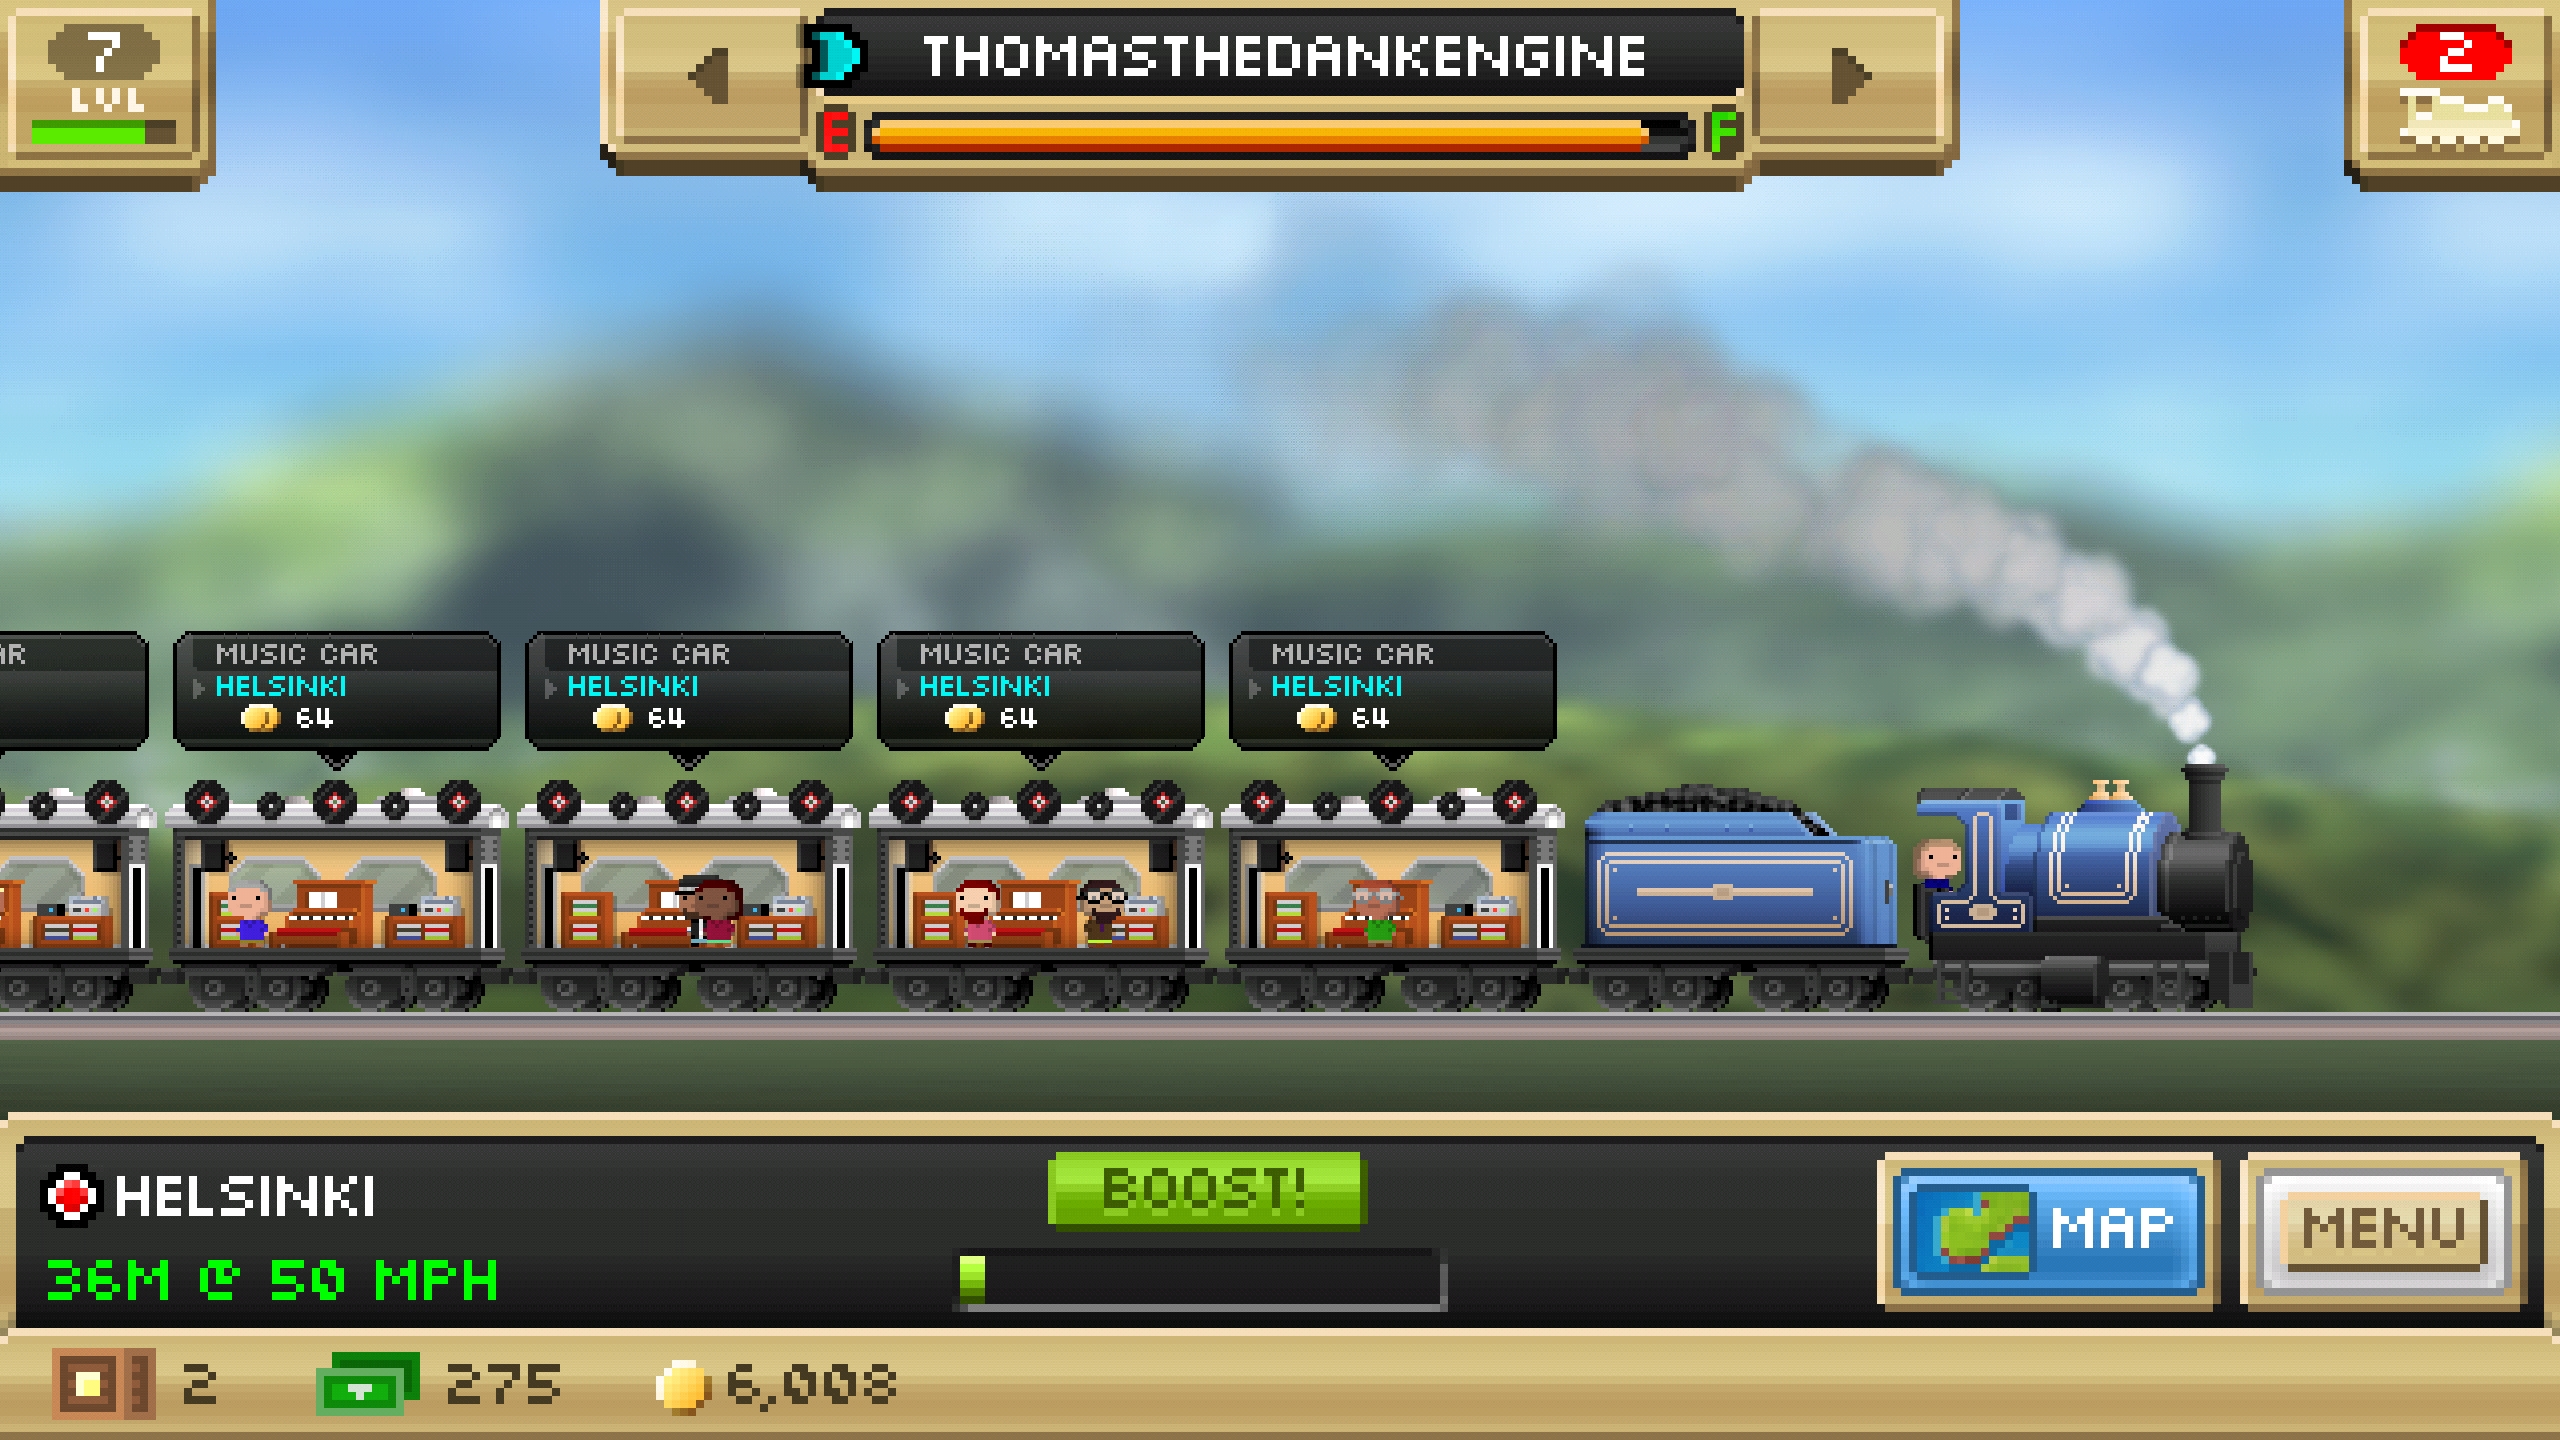 7
LVL
THOMASTHEDANKENGINE
E F
2
AR
MUSIC CAR
HELSINKI
64
MUSIC CAR
HELSINKI
64
MUSIC CAR
HELSINKI
64
MUSIC CAR
HELSINKI
64
HELSINKI
36M @ 50 MPH
BOOST!
MAP
MENU
2
275
6,008